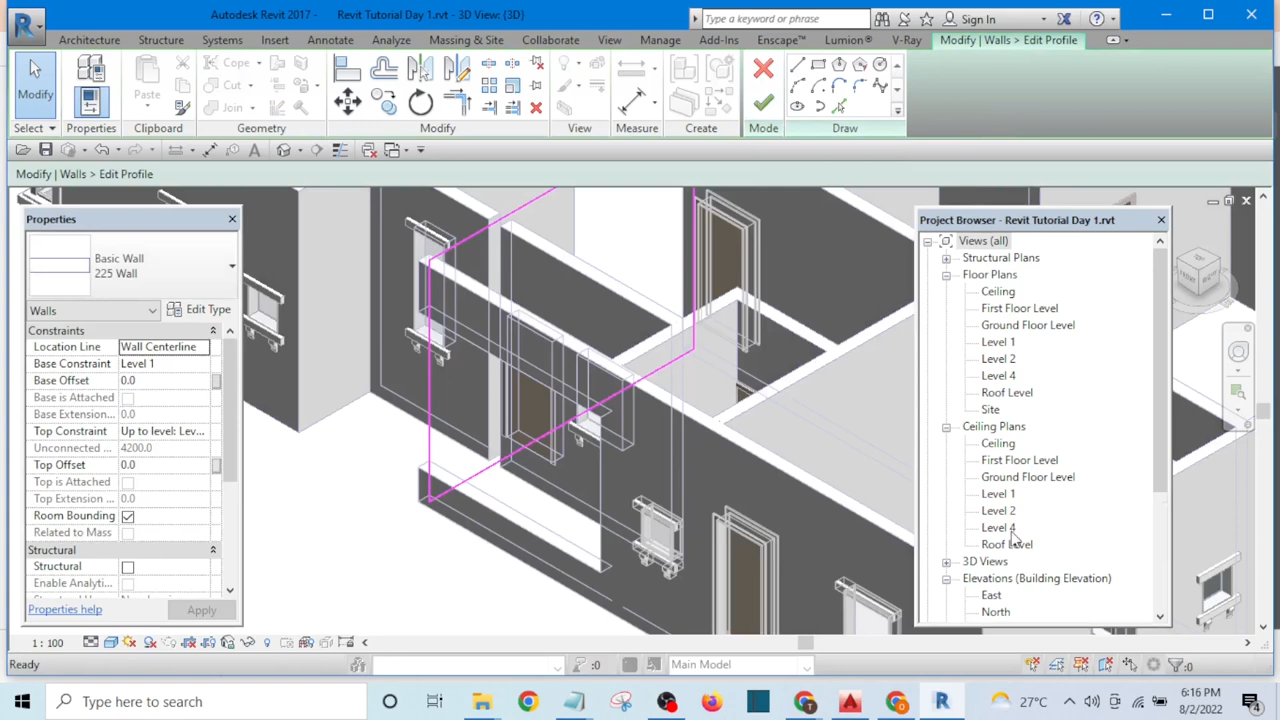 Autodesk Revit 2017 - Revit Tutorial Day 1.rvt - 3D View: {3D}
Type a keyword or phrase
Sign In
Architecture Structure Systems Insert Annotate Analyze Massing & Site Collaborate View Manage Add-Ins Enscape™ Lumion® V-Ray Modify | Walls > Edit Profile
Modify
Paste
Cope
Cut
Join
Select Properties Clipboard Geometry Modify View Measure Create Mode Draw
Modify | Walls > Edit Profile
Properties
Basic Wall
225 Wall
Walls
Edit Type
Constraints
Location Line Wall Centerline
Base Constraint Level 1
Base Offset 0.0
Base is Attached
Base Extension... 0.0
Top Constraint Up to level: Lev...
Unconnected ... 4200.0
Top Offset 0.0
Top is Attached
Top Extension ... 0.0
Room Bounding
Related to Mass
Structural
Structural
Enable Analyti...
Properties help
Apply
Project Browser - Revit Tutorial Day 1.rvt
Views (all)
Structural Plans
Floor Plans
Ceiling
First Floor Level
Ground Floor Level
Level 1
Level 2
Level 4
Roof Level
Site
Ceiling Plans
Ceiling
First Floor Level
Ground Floor Level
Level 1
Level 2
Level 4
Roof Level
3D Views
Elevations (Building Elevation)
East
North
1 : 100
Ready
:0
Main Model
:0
Type here to search
27°C
6:16 PM
8/2/2022